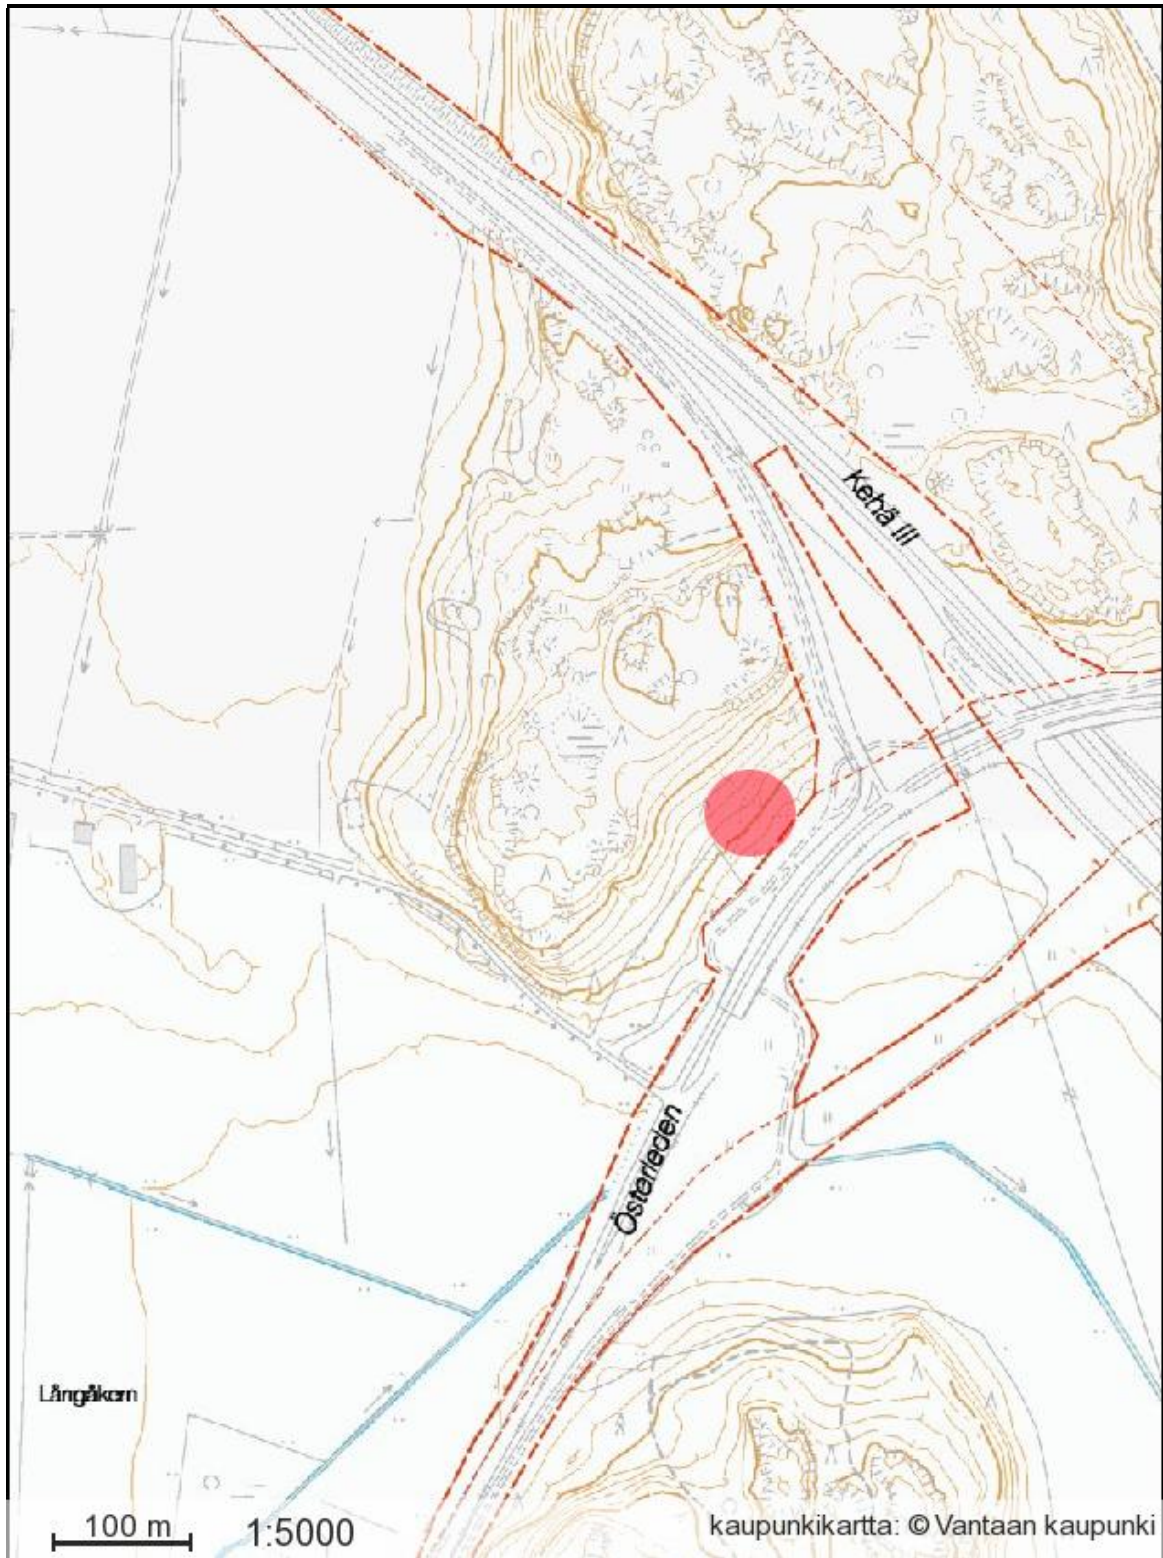 Kehä III
Österleden
Långåkern
100 m
1:5000
kaupunkikartta: © Vantaan kaupunki